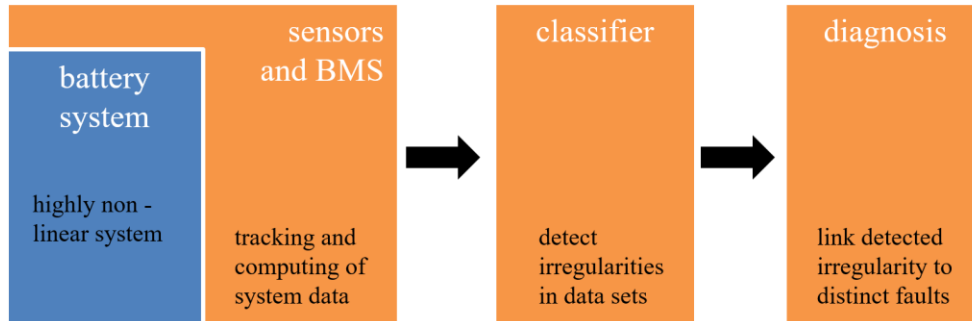 battery
system
highly non -
linear system
sensors
and BMS
tracking and
computing of
system data
classifier
detect
irregularities
in data sets
diagnosis
link detected
irregularity to
distinct faults